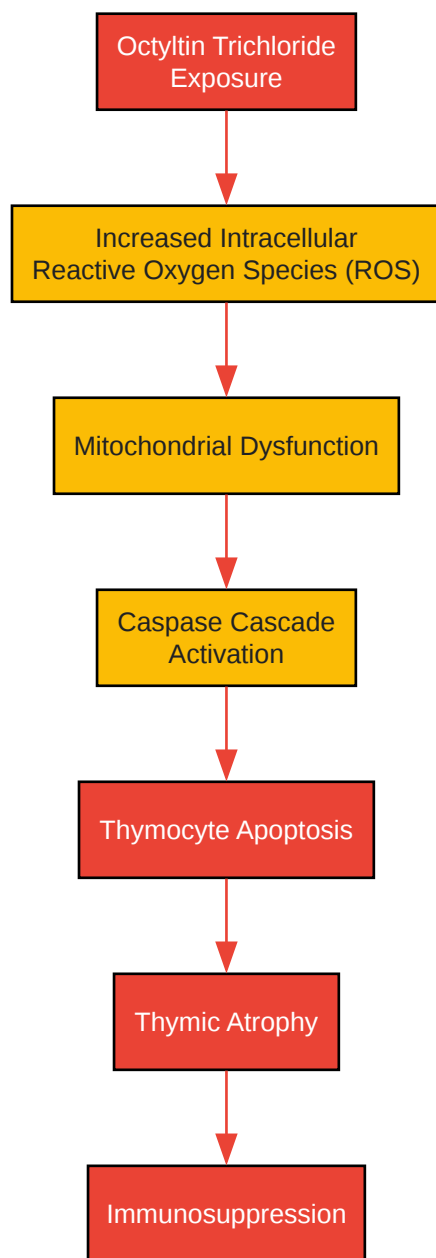 Octyltin Trichloride
Exposure
Increased Intracellular
Reactive Oxygen Species (ROS)
Mitochondrial Dysfunction
Caspase Cascade
Activation
Thymocyte Apoptosis
Thymic Atrophy
Immunosuppression